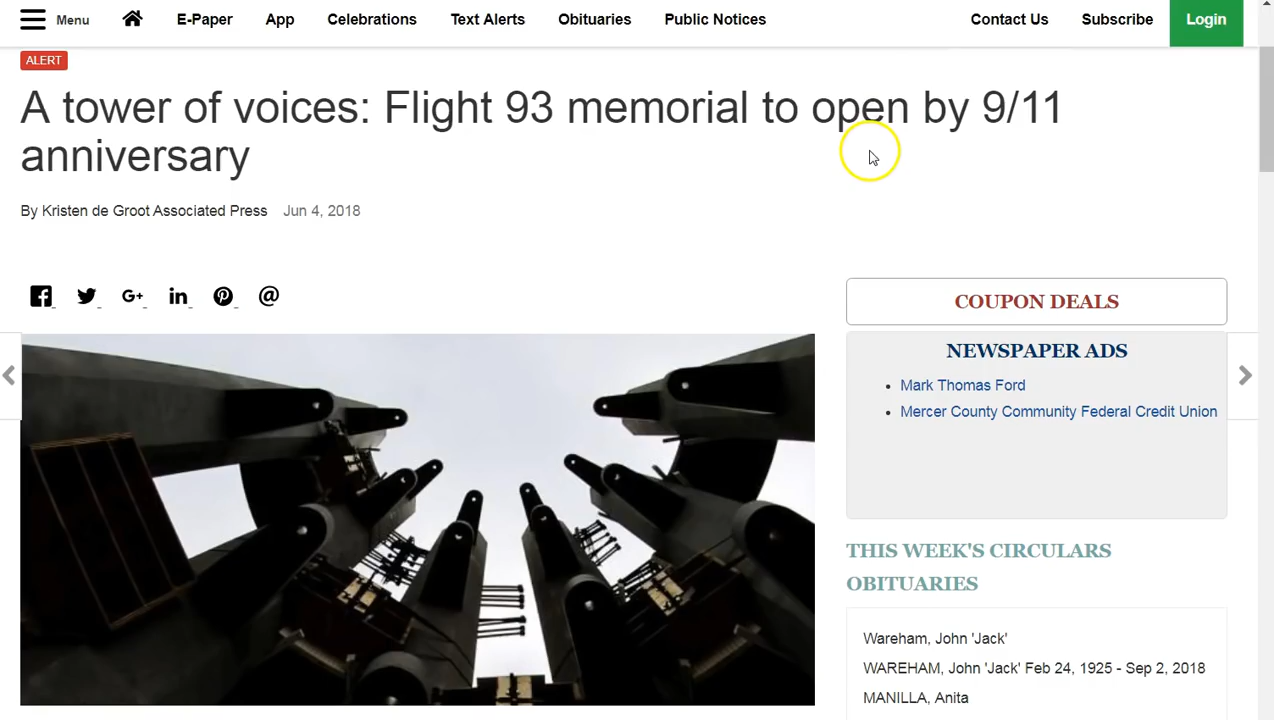 Menu E-Paper App Celebrations Text Alerts Obituaries Public Notices Contact Us Subscribe Login
ALERT
A tower of voices: Flight 93 memorial to open by 9/11
anniversary
By Kristen de Groot Associated Press Jun 4, 2018
COUPON DEALS
NEWSPAPER ADS
Mark Thomas Ford
Mercer County Community Federal Credit Union
THIS WEEK'S CIRCULARS
OBITUARIES
Wareham, John 'Jack'
WAREHAM, John 'Jack' Feb 24, 1925 - Sep 2, 2018
MANILLA, Anita